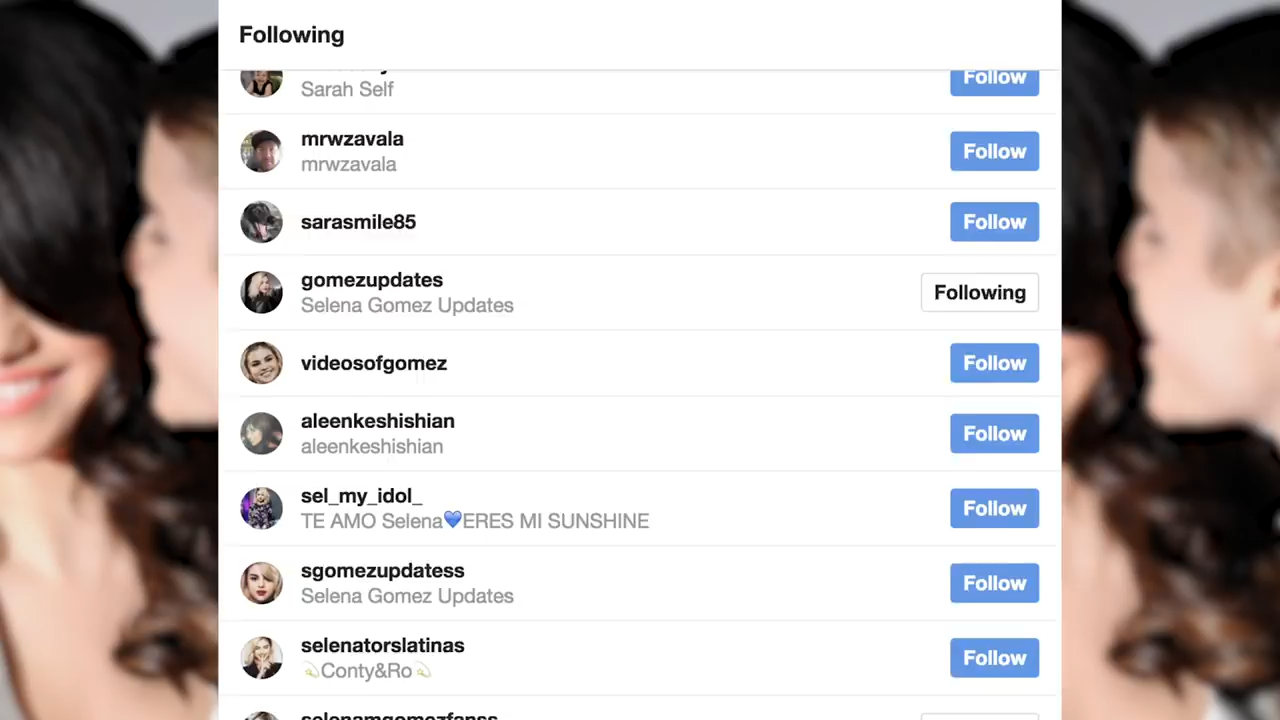 Following
Sarah Self
Follow
mrwzavala
mrwzavala
Follow
sarasmile85
Follow
gomezupdates
Selena Gomez Updates
Following
videosofgomez
Follow
aleenkeshishian
aleenkeshishian
Follow
sel_my_idol_
TE AMO Selena💙ERES MI SUNSHINE
Follow
sgomezupdatess
Selena Gomez Updates
Follow
selenatorslatinas
💫Conty&Ro💫
Follow
selenamgomezfanss